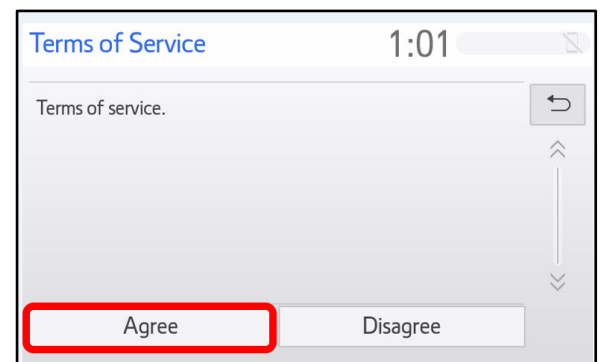 Terms of Service 1:01
Terms of service.
Agree Disagree